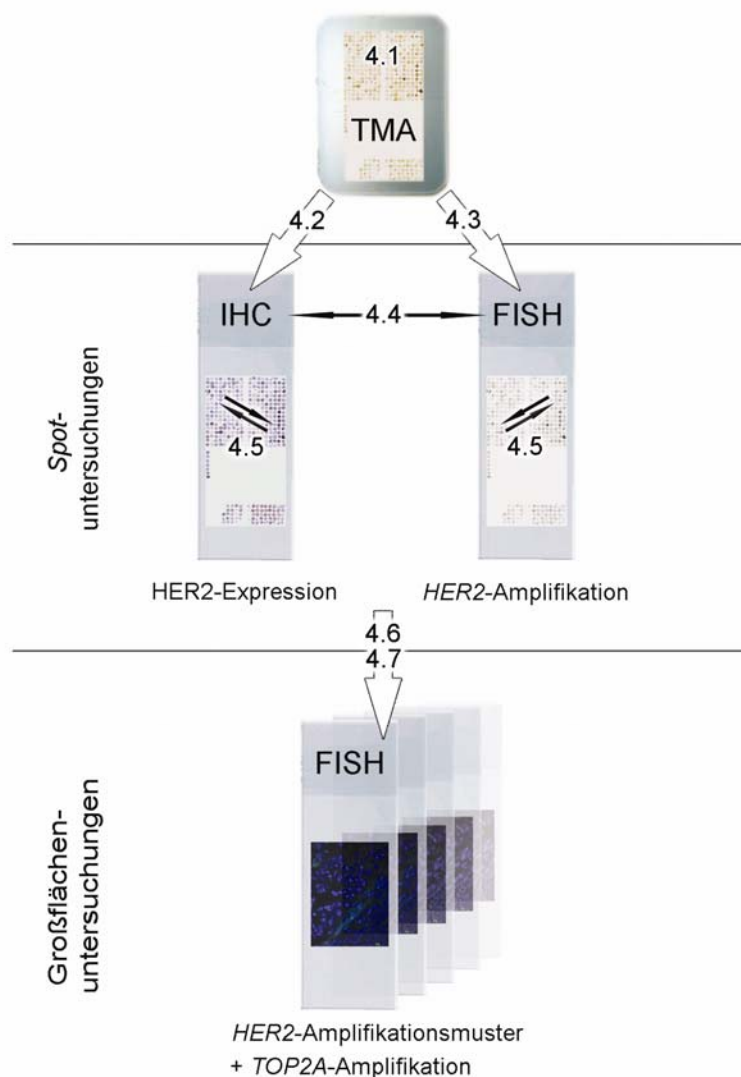 4.1
TMA
4.2
4.3
IHC
4.4
FISH
Spot-
untersuchungen
4.5
4.5
HER2-Expression
HER2-Amplifikation
4.6
4.7
FISH
Großflächen-
untersuchungen
HER2-Amplifikationsmuster
+ TOP2A-Amplifikation